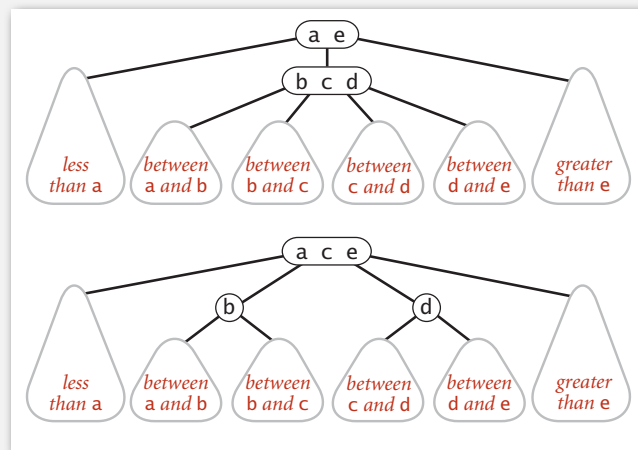 a e
b c d
less
than a
between
a and b
between
b and c
between
c and d
between
d and e
greater
than e
a c e
b
d
less
than a
between
a and b
between
b and c
between
c and d
between
d and e
greater
than e